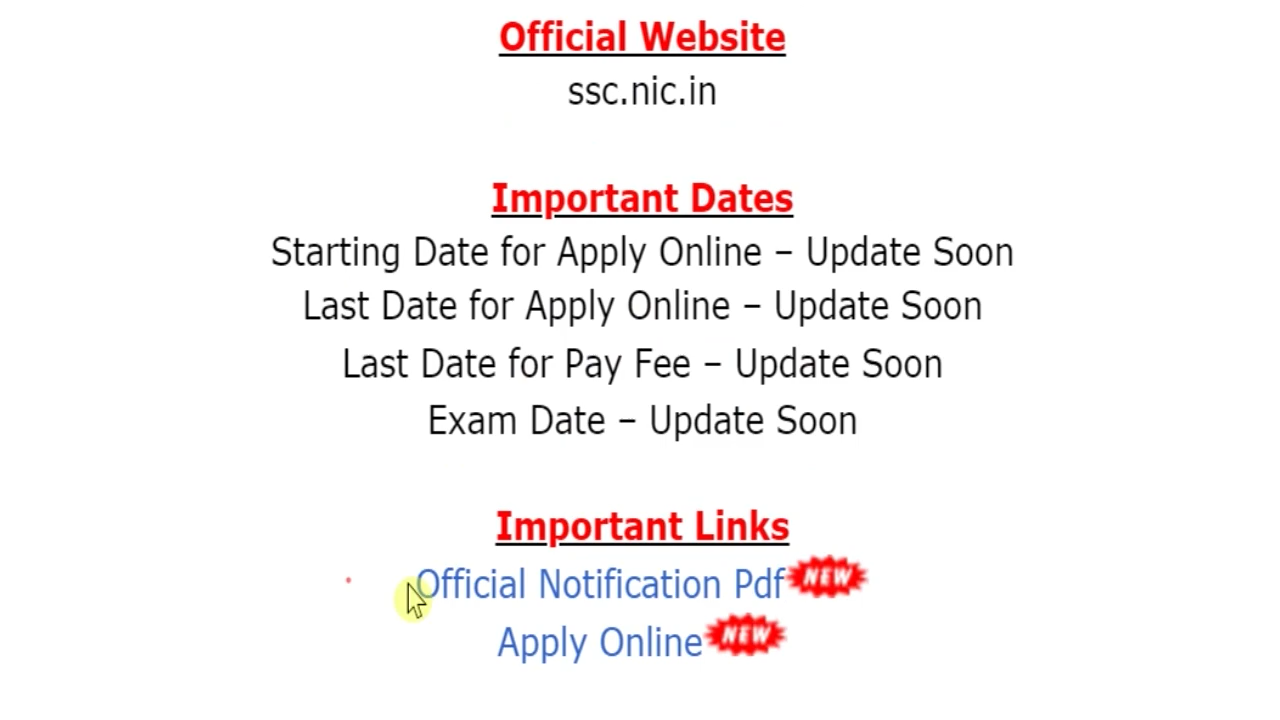 Official Website
ssc.nic.in
Important Dates
Starting Date for Apply Online – Update Soon
Last Date for Apply Online – Update Soon
Last Date for Pay Fee – Update Soon
Exam Date – Update Soon
Important Links
Official Notification Pdf NEW
Apply Online NEW